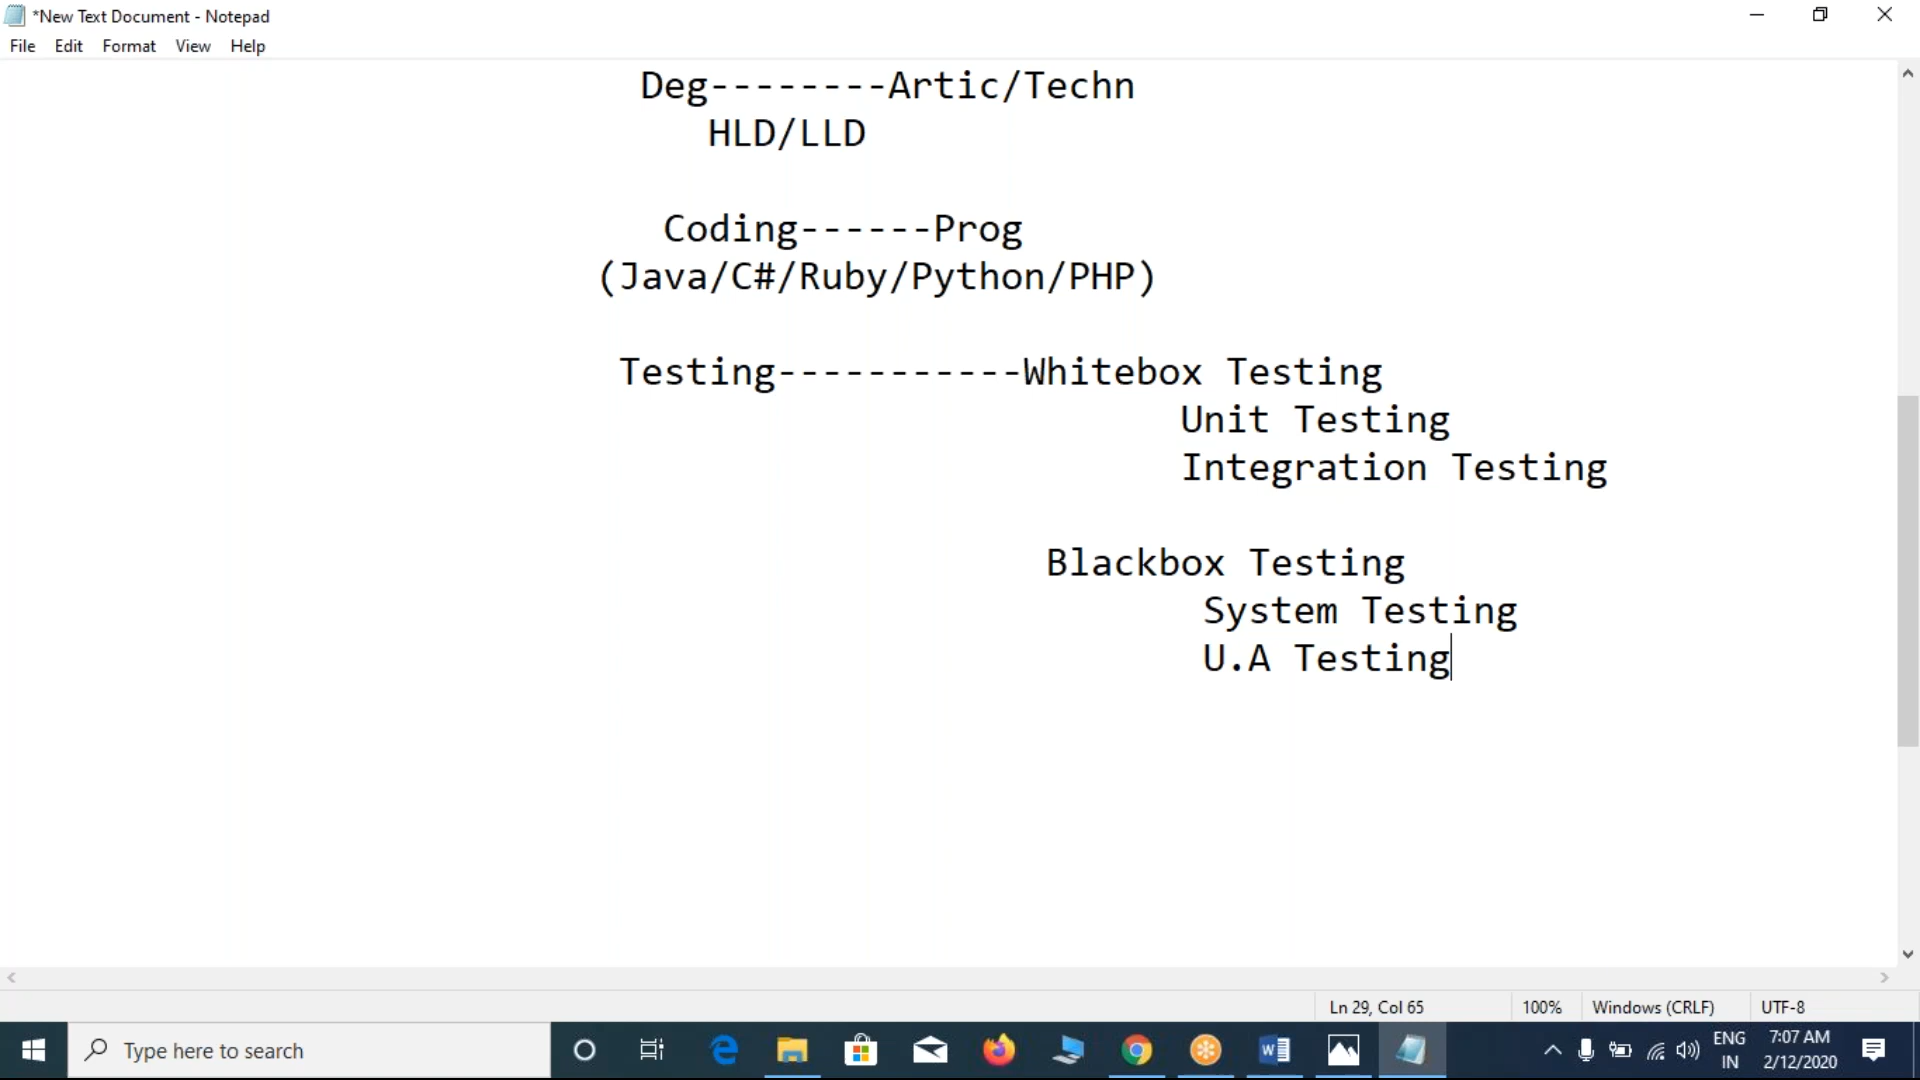 *New Text Document - Notepad
File Edit Format View Help
Deg--------Artic/Techn
HLD/LLD
Coding------Prog
(Java/C#/Ruby/Python/PHP)
Testing-----------Whitebox Testing
Unit Testing
Integration Testing
Blackbox Testing
System Testing
U.A Testing
Ln 29, Col 65 100% Windows (CRLF) UTF-8
Type here to search
ENG 7:07 AM
IN 2/12/2020